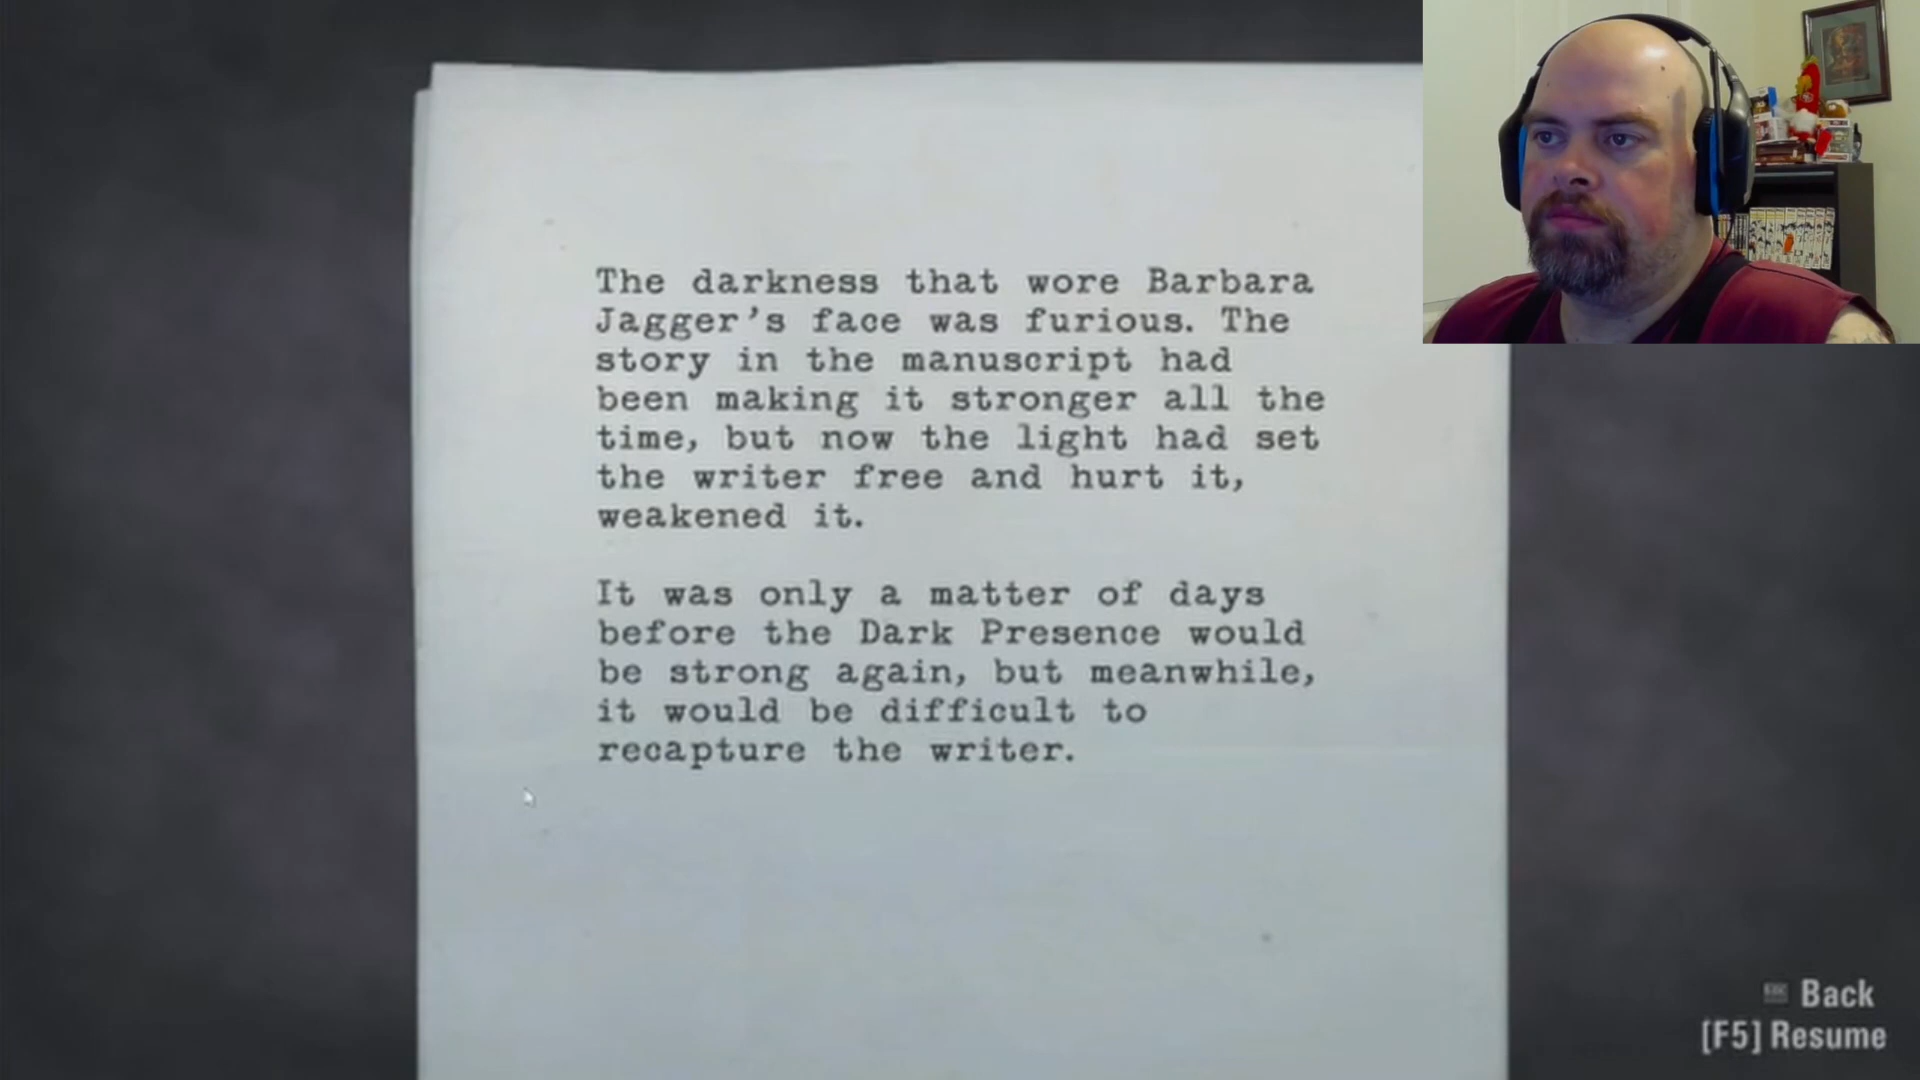 The darkness that wore Barbara
Jagger's face was furious. The
story in the manuscript had
been making it stronger all the
time, but now the light had set
the writer free and hurt it,
weakened it.
It was only a matter of days
before the Dark Presence would
be strong again, but meanwhile,
it would be difficult to
recapture the writer.
Back
[F5] Resume